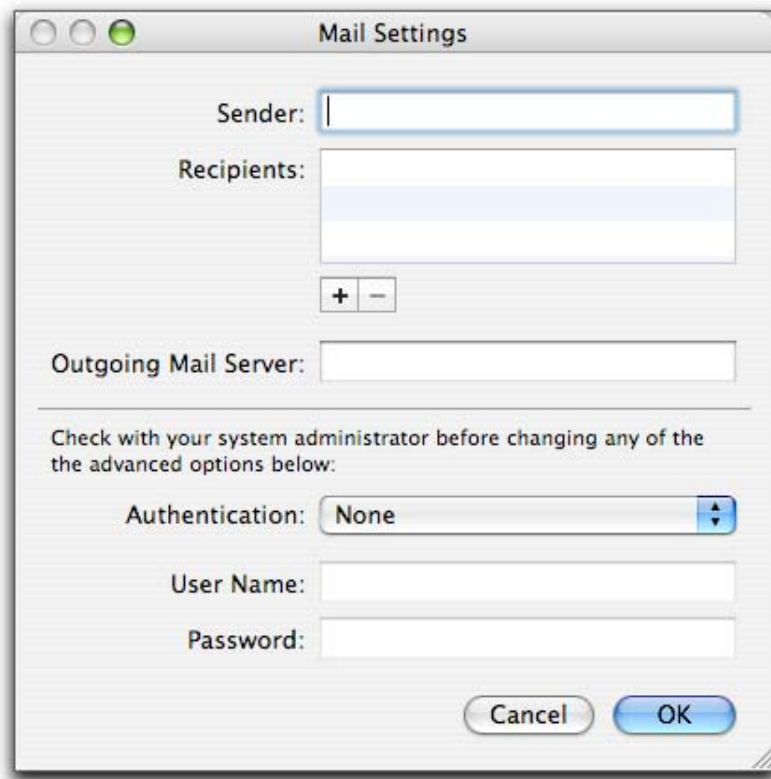 Mail Settings
Sender:
Recipients:
+ −
Outgoing Mail Server:
Check with your system administrator before changing any of the
the advanced options below:
Authentication: None
User Name:
Password:
Cancel OK